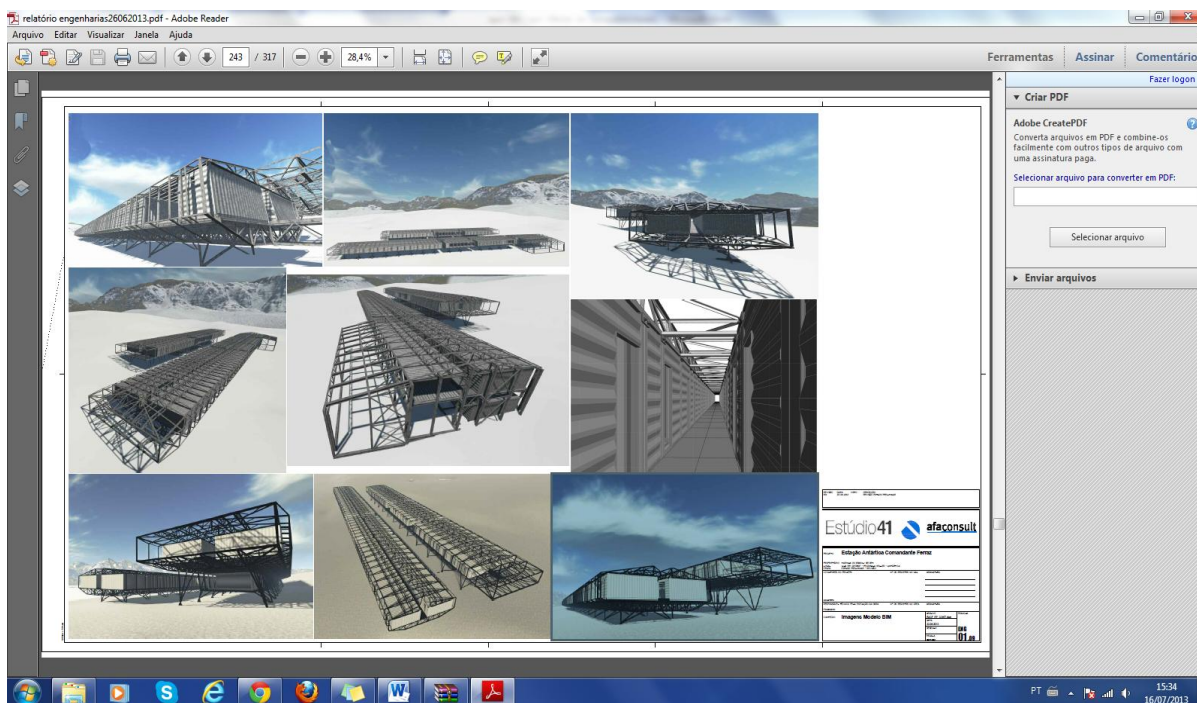 relatório engenharias26062013.pdf - Adobe Reader
Arquivo Editar Visualizar Janela Ajuda
243 / 317 28,4% Ferramentas Assinar Comentário
Fazer logon
Criar PDF
Adobe CreatePDF
Converta arquivos em PDF e combine-os
facilmente com outros tipos de arquivo com
uma assinatura paga.
Selecionar arquivo para converter em PDF:
Selecionar arquivo
Enviar arquivos
Estúdio41 afaconsult
Estação Antártica Comandante Ferraz
Imagens Modelo BIM
ENG
01
PT
15:34
16/07/2013